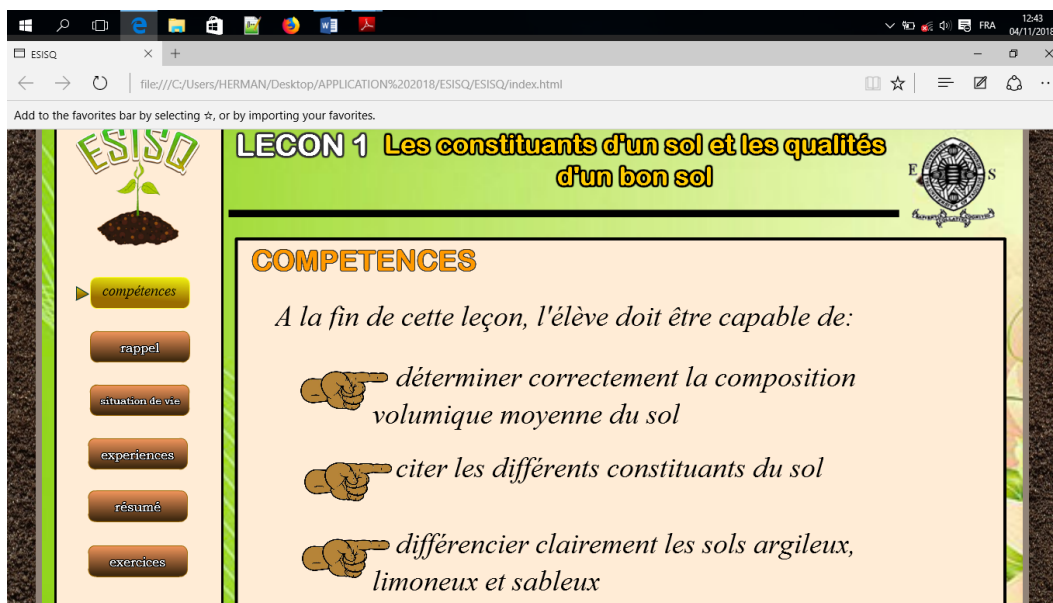 FRA
12:43
04/11/2018
ESISQ
file:///C:/Users/HERMAN/Desktop/APPLICATION%202018/ESISQ/ESISQ/index.html
Add to the favorites bar by selecting ☆, or by importing your favorites.
ESISQ
LECON 1 Les constituants d'un sol et les qualités
d'un bon sol
E S
COMPETENCES
compétences
A la fin de cette leçon, l'élève doit être capable de:
rappel
déterminer correctement la composition
volumique moyenne du sol
situation de vie
experiences
citer les différents constituants du sol
résumé
différencier clairement les sols argileux,
limoneux et sableux
exercices